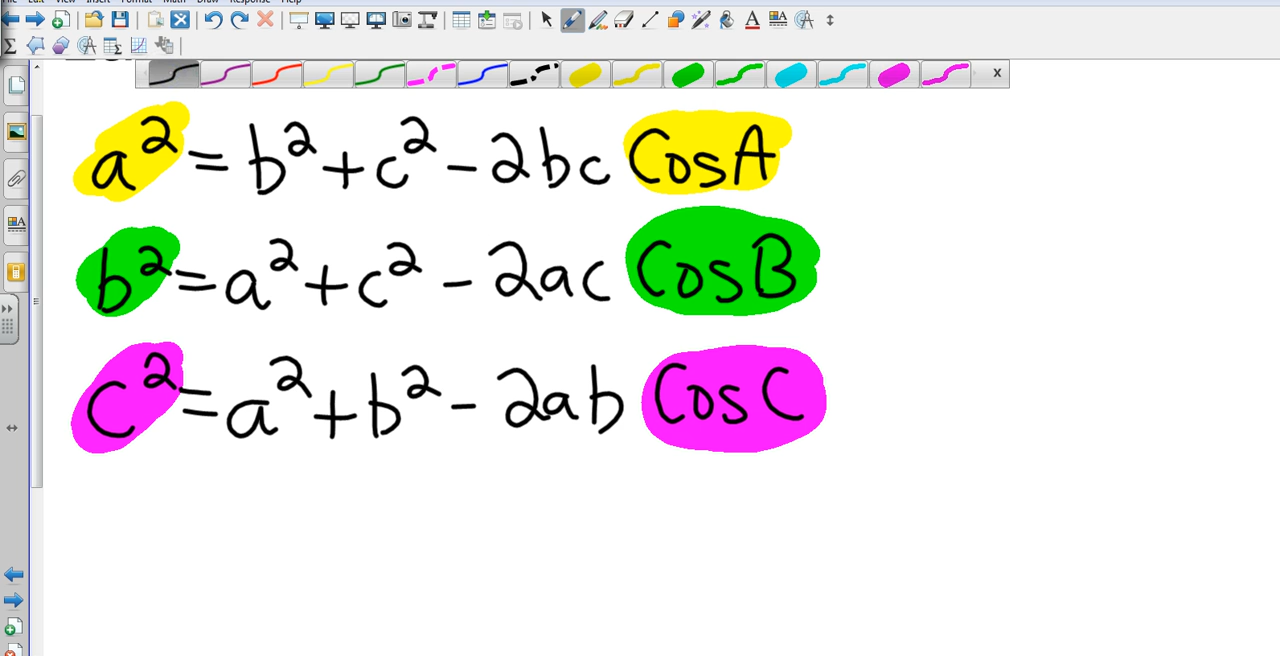 a² = b² + c² - 2bc CosA
b² = a² + c² - 2ac CosB
c² = a² + b² - 2ab CosC